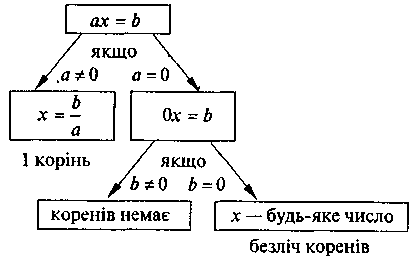 ax = b
якщо
a ≠ 0 a = 0
x = b/a 0x = b
1 корінь
якщо
b ≠ 0 b = 0
коренів немає x — будь-яке число
безліч коренів